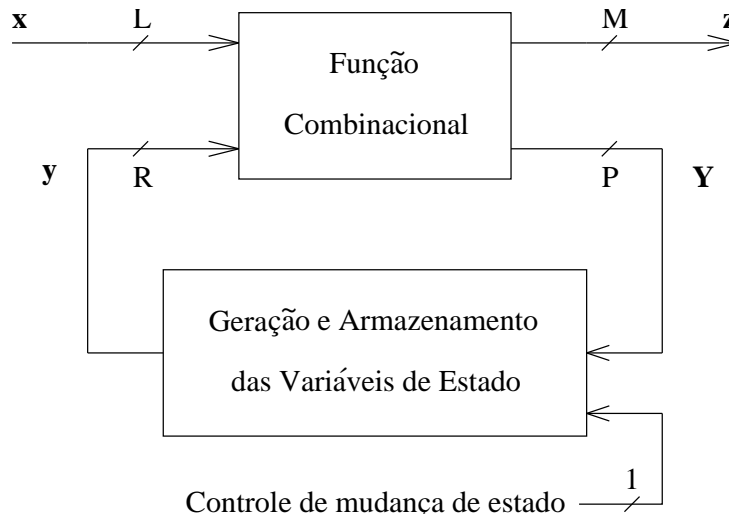 x
L
M
z
Função
Combinacional
y
R
P
Y
Geração e Armazenamento
das Variáveis de Estado
1
Controle de mudança de estado